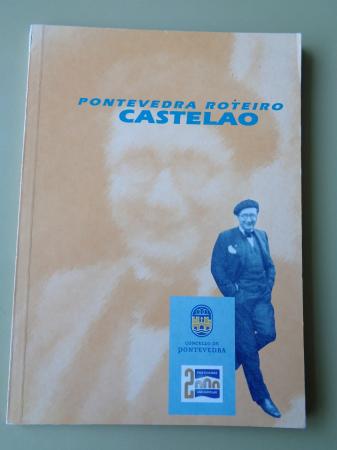 PONTEVEDRA ROTEIRO
CASTELAO
CONCELLO DE
PONTEVEDRA
2000